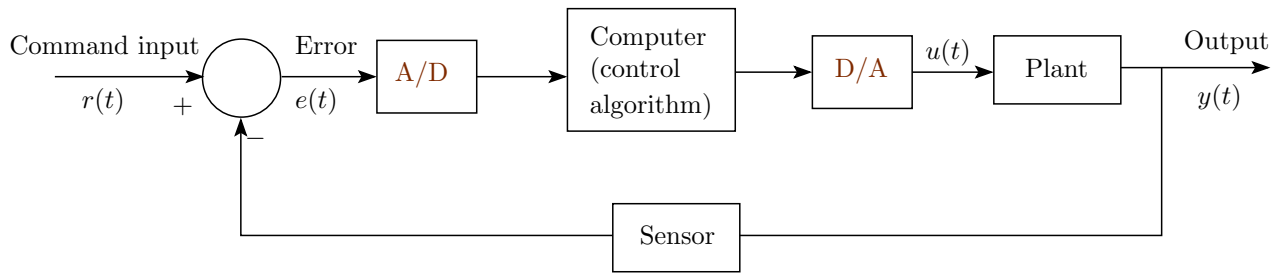 Command input
r(t)
+
−
Error
e(t)
A/D
Computer
(control
algorithm)
D/A
u(t)
Plant
Output
y(t)
Sensor